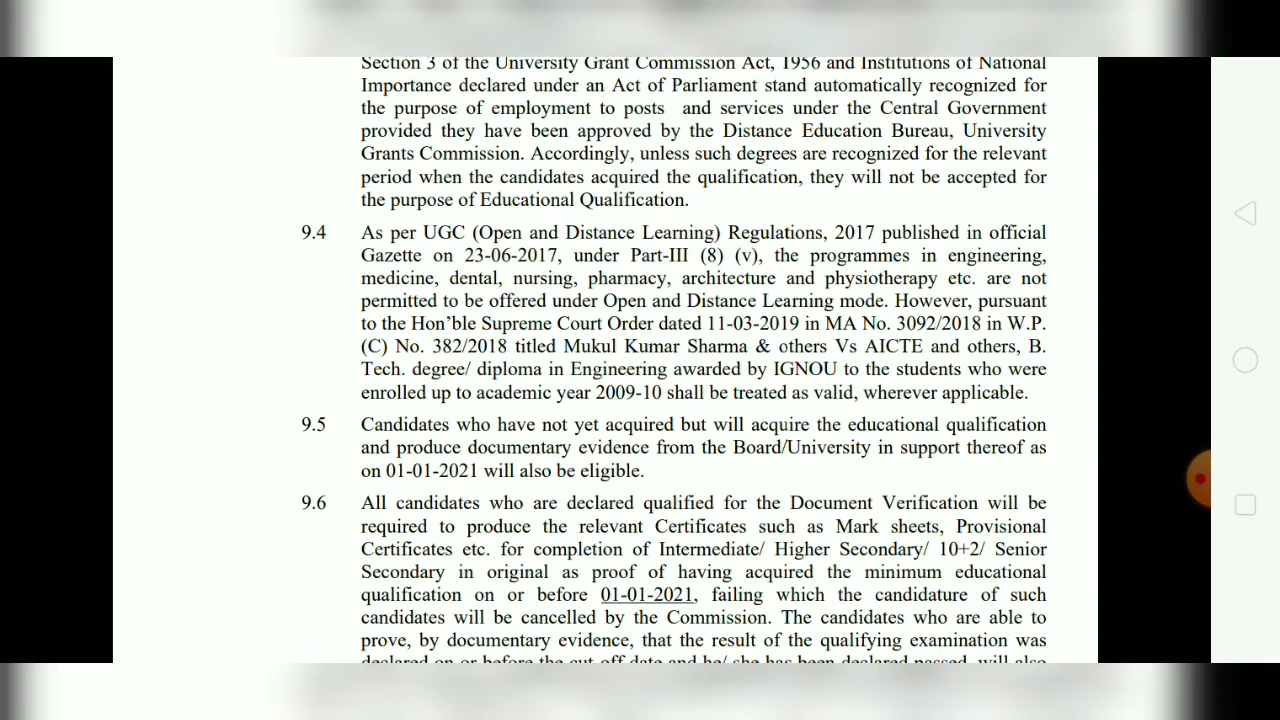 Section 3 of the University Grant Commission Act, 1956 and Institutions of National
Importance declared under an Act of Parliament stand automatically recognized for
the purpose of employment to posts and services under the Central Government
provided they have been approved by the Distance Education Bureau, University
Grants Commission. Accordingly, unless such degrees are recognized for the relevant
period when the candidates acquired the qualification, they will not be accepted for
the purpose of Educational Qualification.
9.4 As per UGC (Open and Distance Learning) Regulations, 2017 published in official
Gazette on 23-06-2017, under Part-III (8) (v), the programmes in engineering,
medicine, dental, nursing, pharmacy, architecture and physiotherapy etc. are not
permitted to be offered under Open and Distance Learning mode. However, pursuant
to the Hon’ble Supreme Court Order dated 11-03-2019 in MA No. 3092/2018 in W.P.
(C) No. 382/2018 titled Mukul Kumar Sharma & others Vs AICTE and others, B.
Tech. degree/ diploma in Engineering awarded by IGNOU to the students who were
enrolled up to academic year 2009-10 shall be treated as valid, wherever applicable.
9.5 Candidates who have not yet acquired but will acquire the educational qualification
and produce documentary evidence from the Board/University in support thereof as
on 01-01-2021 will also be eligible.
9.6 All candidates who are declared qualified for the Document Verification will be
required to produce the relevant Certificates such as Mark sheets, Provisional
Certificates etc. for completion of Intermediate/ Higher Secondary/ 10+2/ Senior
Secondary in original as proof of having acquired the minimum educational
qualification on or before 01-01-2021, failing which the candidature of such
candidates will be cancelled by the Commission. The candidates who are able to
prove, by documentary evidence, that the result of the qualifying examination was
declared on or before the cut-off date and he/ she has been declared passed, will also